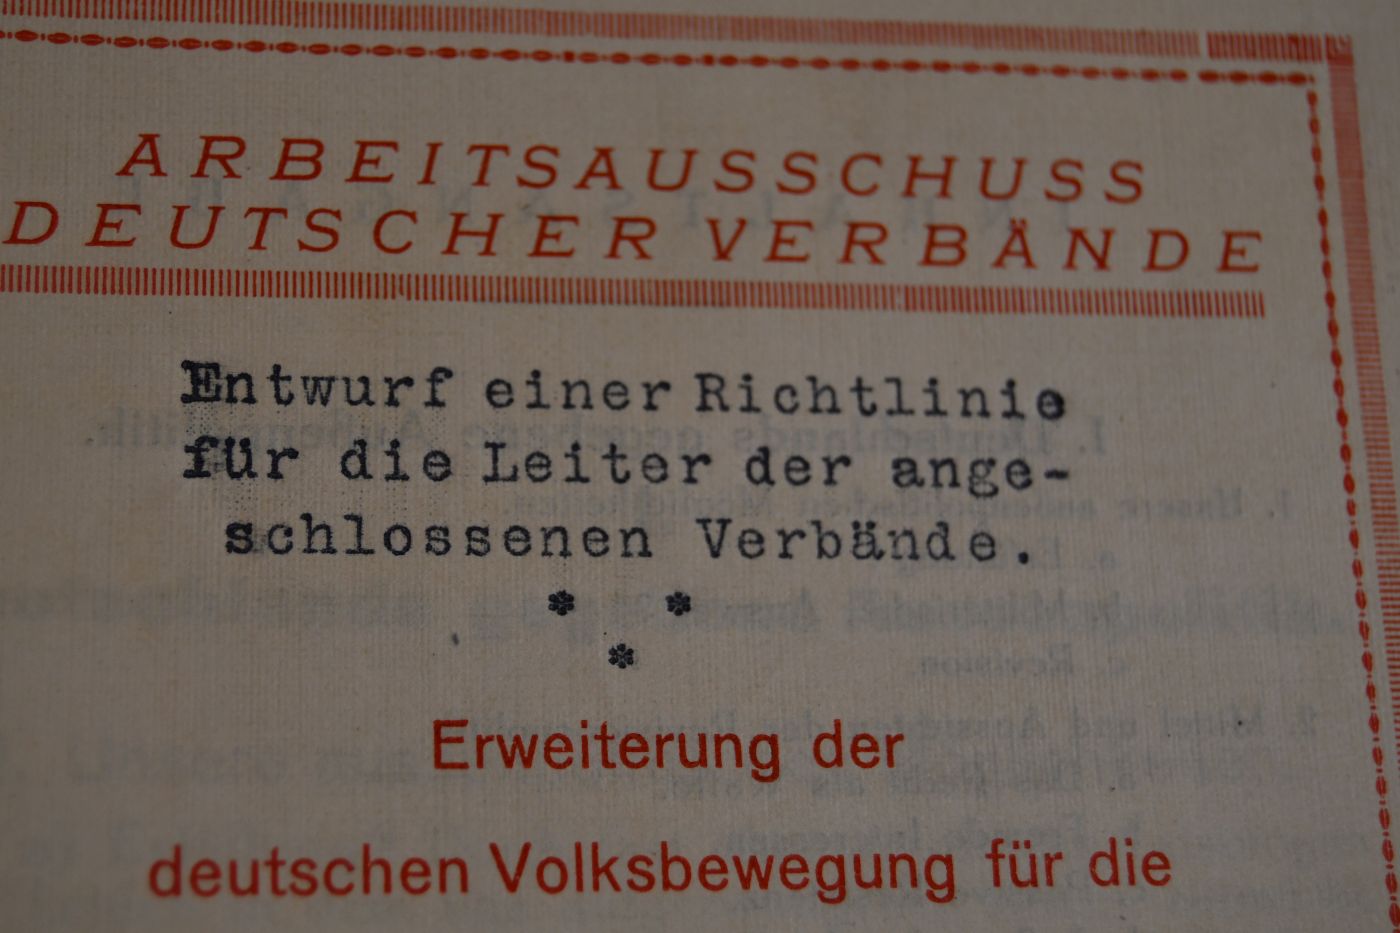 ARBEITSAUSSCHUSS
DEUTSCHER VERBÄNDE
Entwurf einer Richtlinie
für die Leiter der ange-
schlossenen Verbände.
* *
*
Erweiterung der
deutschen Volksbewegung für die